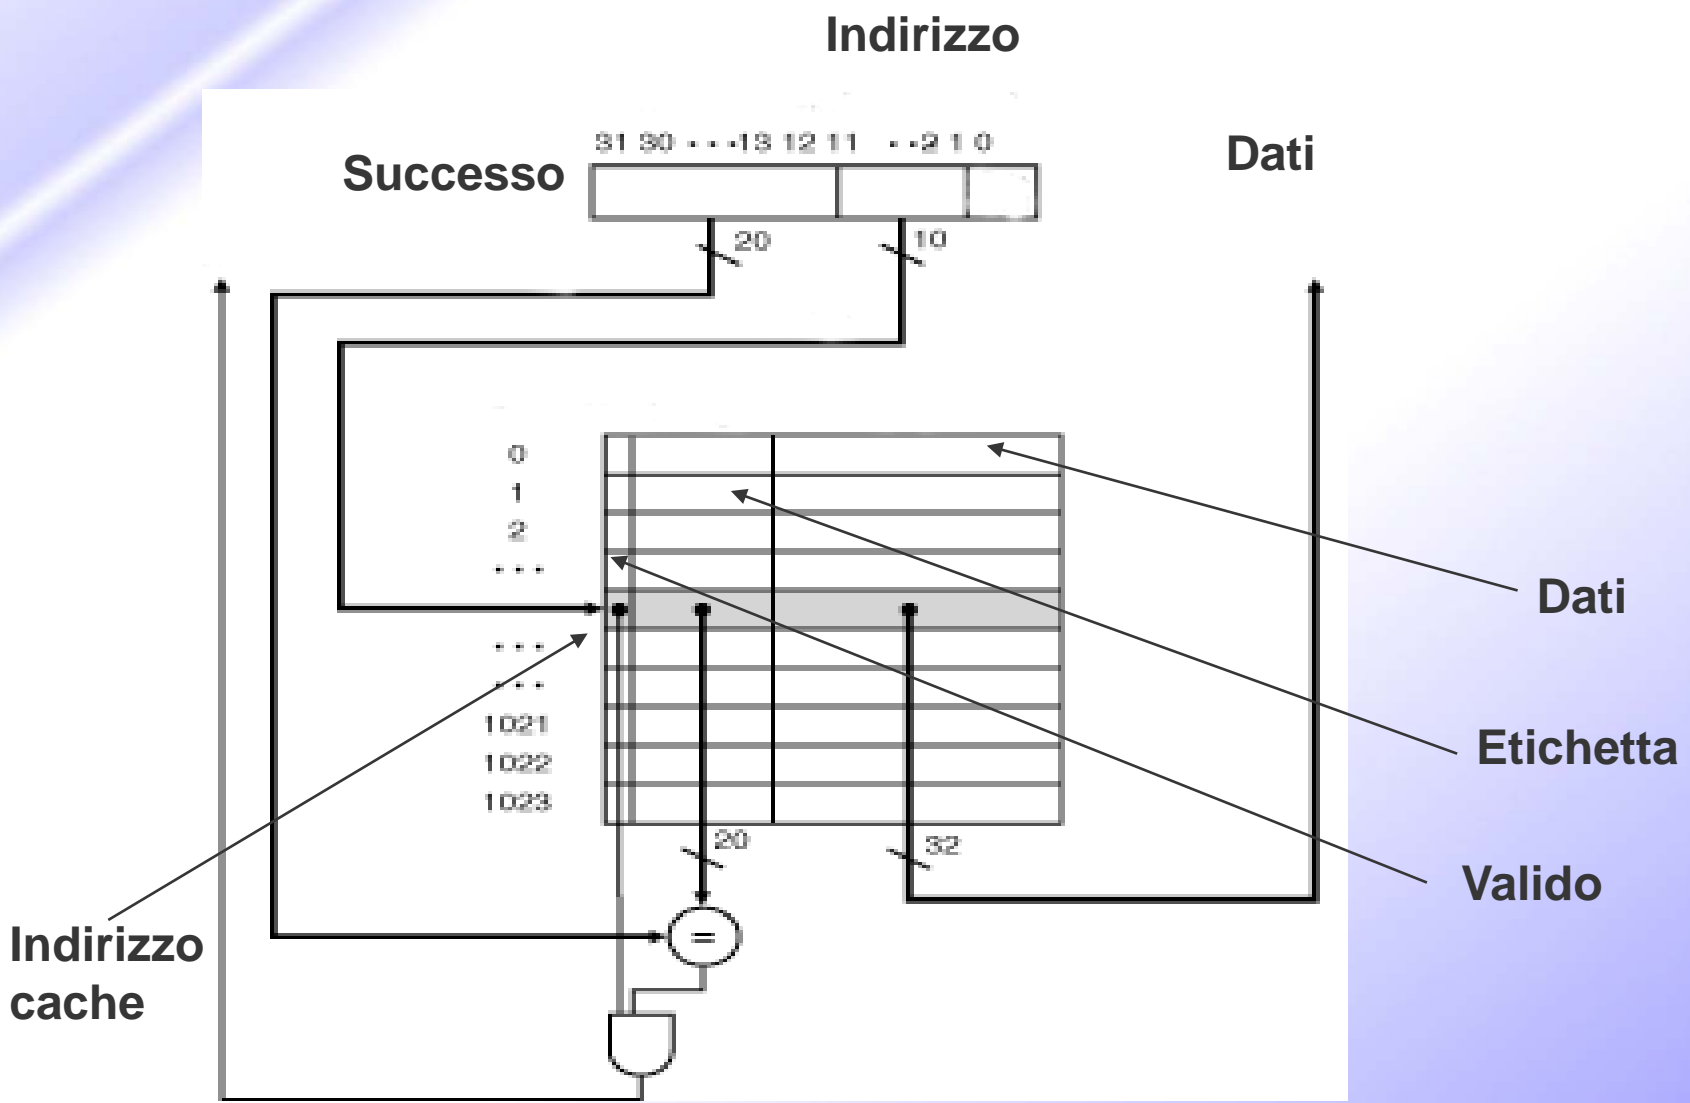 Indirizzo
31 30 · · · 13 12 11 · · 2 1 0
Successo
Dati
20
10
0
1
2
· · ·
Dati
· · ·
· · ·
1021
1022
1023
Etichetta
20
32
Valido
=
Indirizzo
cache